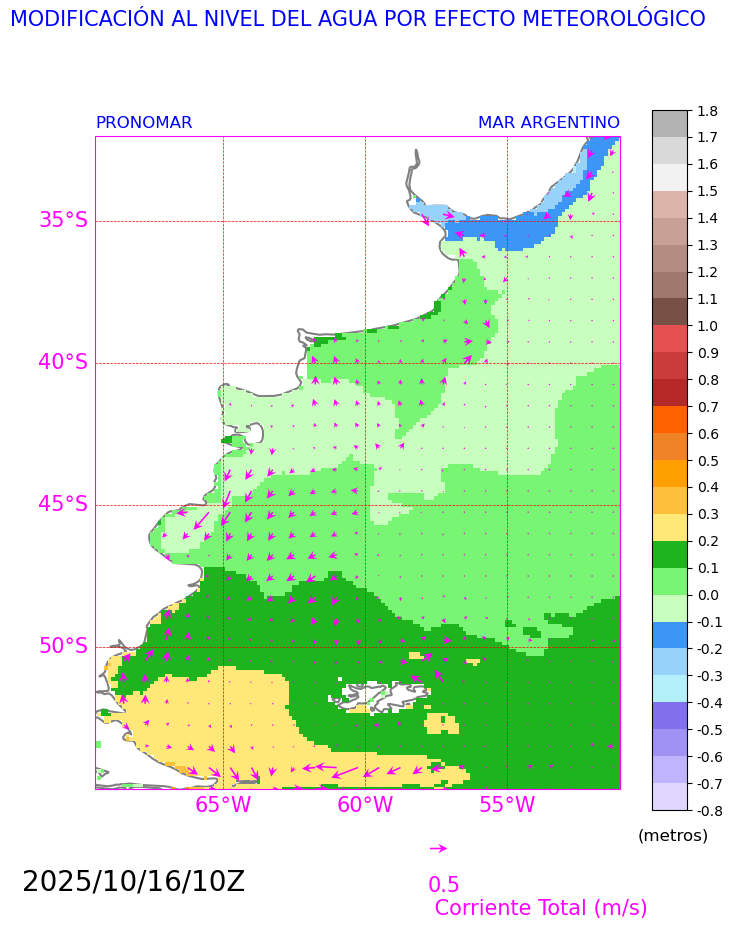 MODIFICACIÓN AL NIVEL DEL AGUA POR EFECTO METEOROLÓGICO
PRONOMAR
MAR ARGENTINO
35°S
40°S
45°S
50°S
65°W
60°W
55°W
1.8
1.7
1.6
1.5
1.4
1.3
1.2
1.1
1.0
0.9
0.8
0.7
0.6
0.5
0.4
0.3
0.2
0.1
0.0
-0.1
-0.2
-0.3
-0.4
-0.5
-0.6
-0.7
-0.8
(metros)
2025/10/16/10Z
0.5
Corriente Total (m/s)